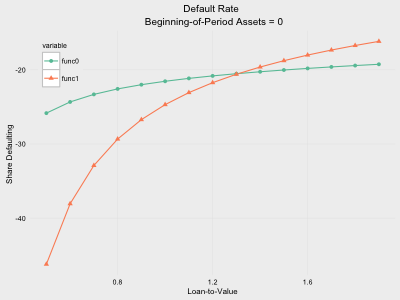 Default Rate
Beginning-of-Period Assets = 0
variable
func0
func1
-20
-30
-40
0.8
1.2
1.6
Loan-to-Value
Share Defaulting